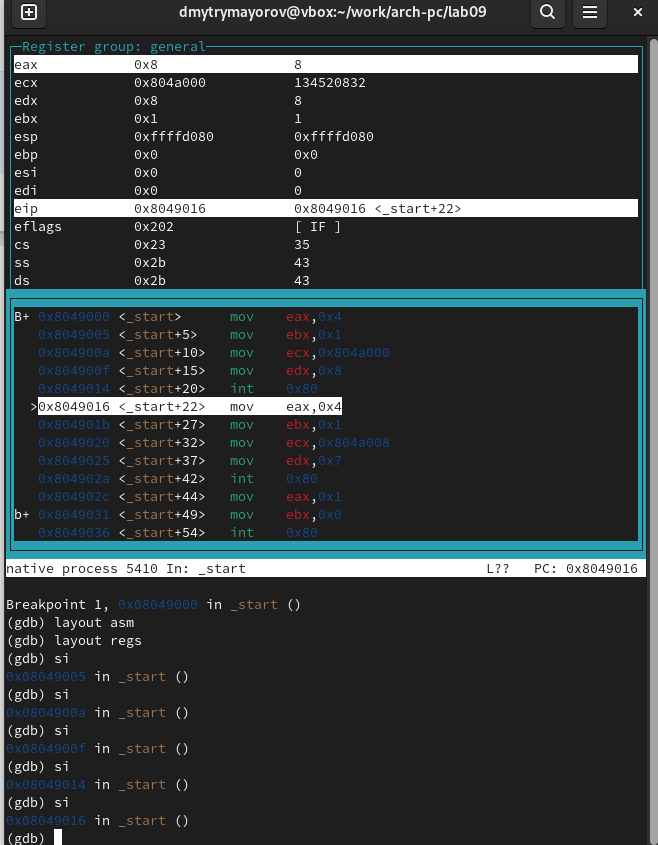 dmytrymayorov@vbox:~/work/arch-pc/lab09
Register group: general
eax 0x8 8
ecx 0x804a000 134520832
edx 0x8 8
ebx 0x1 1
esp 0xffffd080 0xffffd080
ebp 0x0 0x0
esi 0x0 0
edi 0x0 0
eip 0x8049016 0x8049016 <_start+22>
eflags 0x202 [ IF ]
cs 0x23 35
ss 0x2b 43
ds 0x2b 43
B+ 0x8049000 <_start> mov eax,0x4
0x8049005 <_start+5> mov ebx,0x1
0x804900a <_start+10> mov ecx,0x804a000
0x804900f <_start+15> mov edx,0x8
0x8049014 <_start+20> int 0x80
>0x8049016 <_start+22> mov eax,0x4
0x804901b <_start+27> mov ebx,0x1
0x8049020 <_start+32> mov ecx,0x804a008
0x8049025 <_start+37> mov edx,0x7
0x804902a <_start+42> int 0x80
0x804902c <_start+44> mov eax,0x1
b+ 0x8049031 <_start+49> mov ebx,0x0
0x8049036 <_start+54> int 0x80
native process 5410 In: _start L?? PC: 0x8049016
Breakpoint 1, 0x08049000 in _start ()
(gdb) layout asm
(gdb) layout regs
(gdb) si
0x08049005 in _start ()
(gdb) si
0x0804900a in _start ()
(gdb) si
0x0804900f in _start ()
(gdb) si
0x08049014 in _start ()
(gdb) si
0x08049016 in _start ()
(gdb)